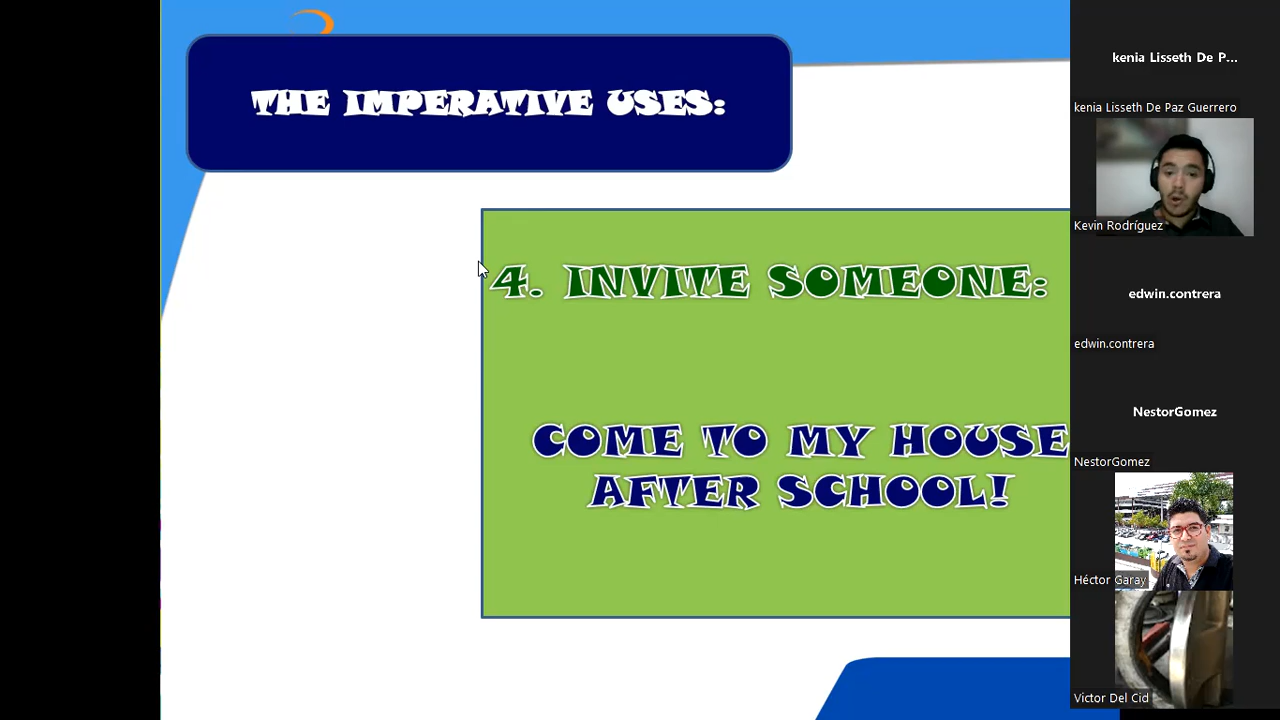 THE IMPERATIVE USES:
4. INVITE SOMEONE:
COME TO MY HOUSE
AFTER SCHOOL!
kenia Lisseth De P...
kenia Lisseth De Paz Guerrero
Kevin Rodríguez
edwin.contrera
edwin.contrera
NestorGomez
NestorGomez
Héctor Garay
Victor Del Cid